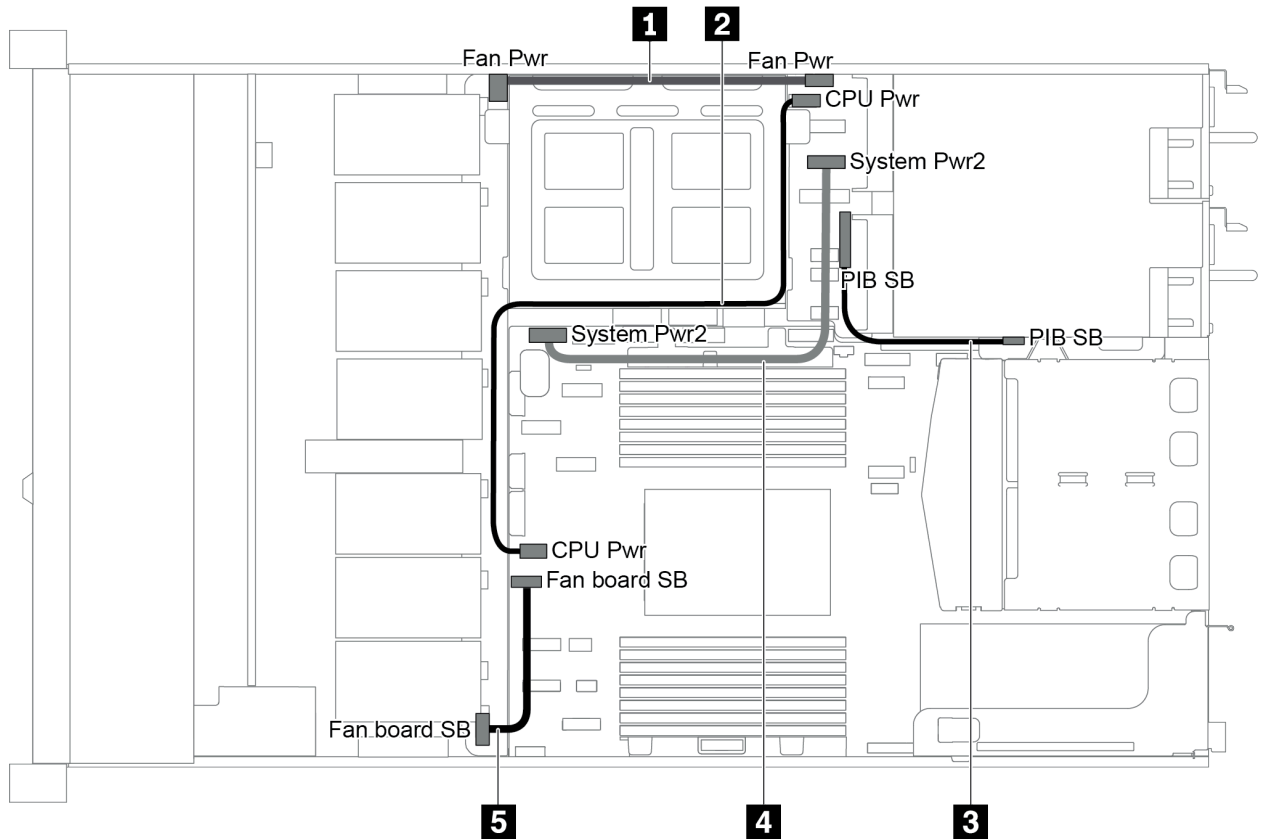 1
2
Fan Pwr
Fan Pwr
CPU Pwr
System Pwr2
PIB SB
System Pwr2
PIB SB
CPU Pwr
Fan board SB
Fan board SB
5
4
3